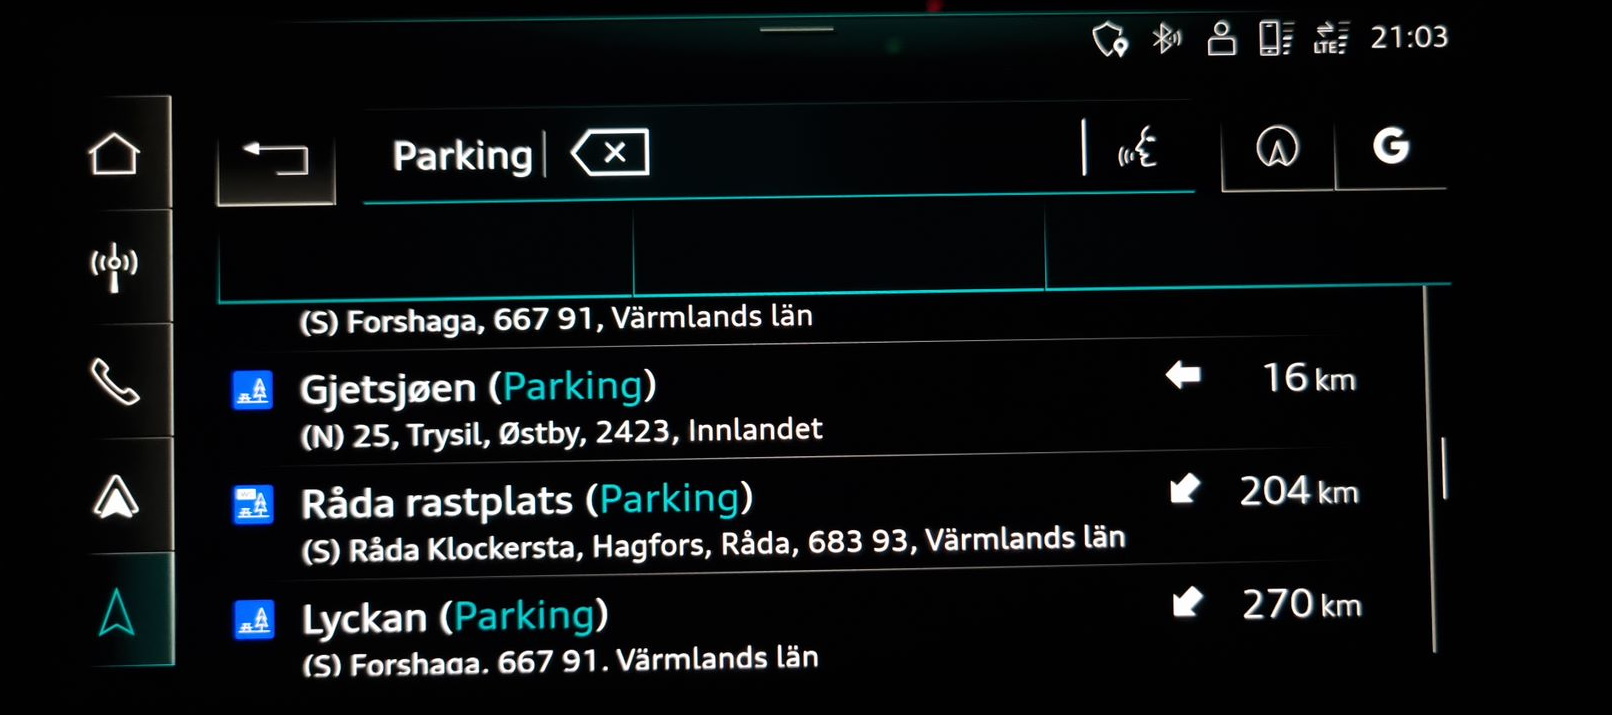 LTE 21:03
Parking G
(S) Forshaga, 667 91, Värmlands län
Gjetsjøen (Parking) 16 km
(N) 25, Trysil, Østby, 2423, Innlandet
Råda rastplats (Parking) 204 km
(S) Råda Klockersta, Hagfors, Råda, 683 93, Värmlands län
Lyckan (Parking) 270 km
(S) Forshaga, 667 91, Värmlands län